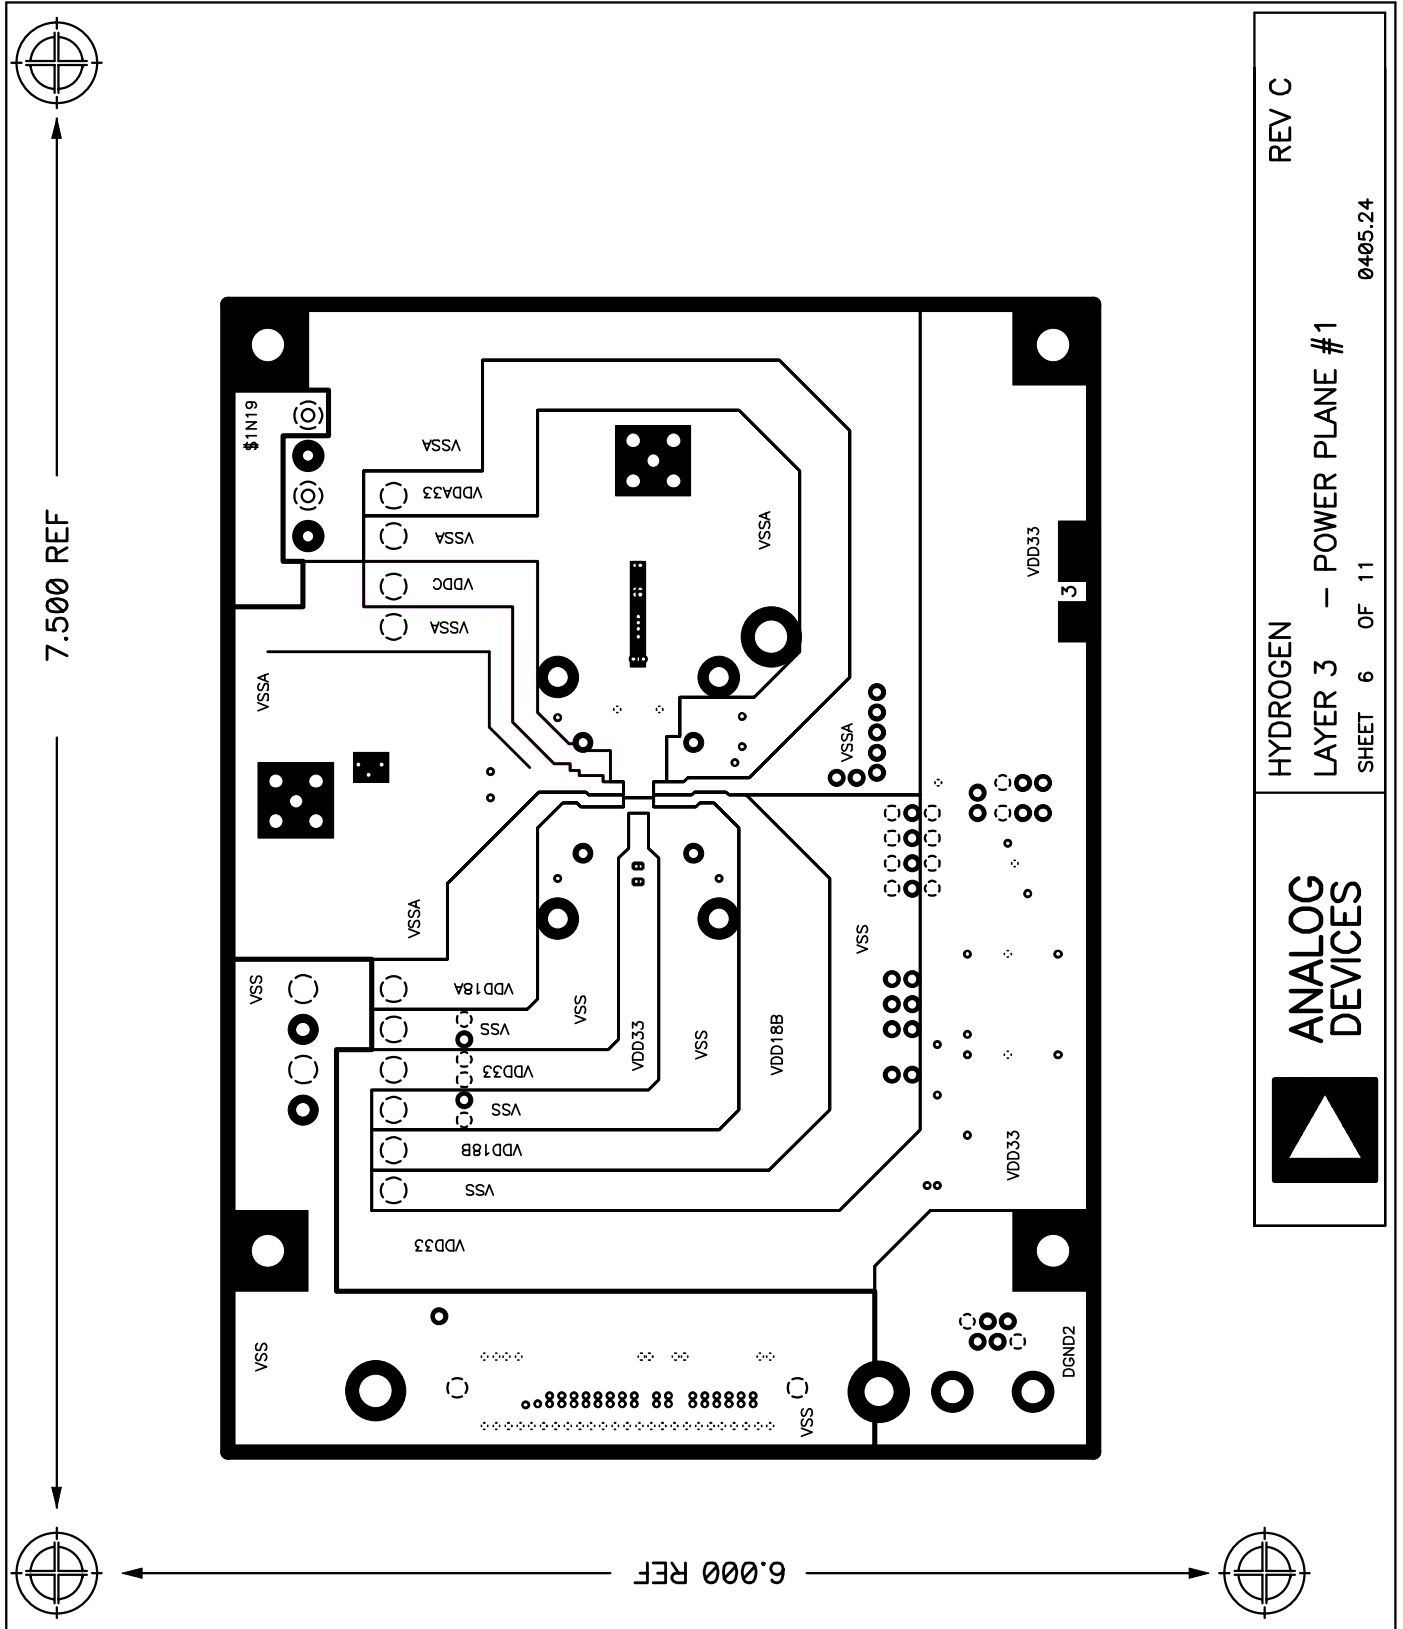 HYDROGEN REV C
LAYER 3 – POWER PLANE #1
SHEET 6 OF 11 0405.24
ANALOG
DEVICES
7.500 REF
6.000 REF
$1N19
VSSA
VDDA33
VSSA
VDDC
VSSA
VSSA
VSSA
VSSA
VSSA
VDD33
3
VSS
VDD18A
VSS
VDD33
VSS
VDD18B
VSS
VSS
VDD33
VSS
VDD18B
VSS
VDD33
VDD33
VSS
VSS
DGND2